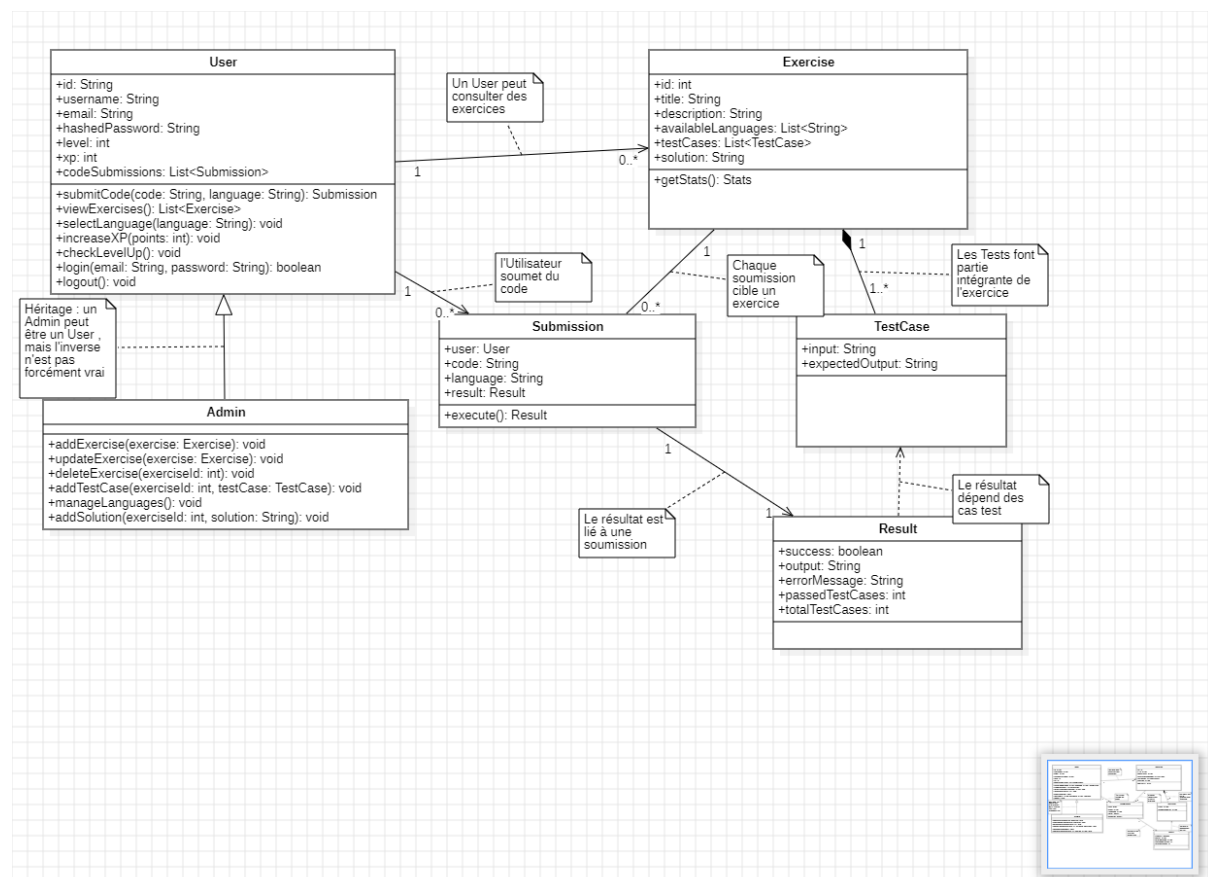 User
+id: String
+username: String
+email: String
+hashedPassword: String
+level: int
+xp: int
+codeSubmissions: List<Submission>
+submitCode(code: String, language: String): Submission
+viewExercises(): List<Exercise>
+selectLanguage(language: String): void
+increaseXP(points: int): void
+checkLevelUp(): void
+login(email: String, password: String): boolean
+logout(): void
Un User peut
consulter des
exercices
1
0..*
Exercise
+id: int
+title: String
+description: String
+availableLanguages: List<String>
+testCases: List<TestCase>
+solution: String
+getStats(): Stats
l'Utilisateur
soumet du
code
1
0..*
Chaque
soumission
cible un
exercice
1
0..*
Les Tests font
partie
intégrante de
l'exercice
1
1..*
Héritage : un
Admin peut
être un User ,
mais l'inverse
n'est pas
forcément vrai
Submission
+user: User
+code: String
+language: String
+result: Result
+execute(): Result
TestCase
+input: String
+expectedOutput: String
Admin
+addExercise(exercise: Exercise): void
+updateExercise(exercise: Exercise): void
+deleteExercise(exerciseId: int): void
+addTestCase(exerciseId: int, testCase: TestCase): void
+manageLanguages(): void
+addSolution(exerciseId: int, solution: String): void
1
1
Le résultat est
lié à une
soumission
Le résultat
dépend des
cas test
Result
+success: boolean
+output: String
+errorMessage: String
+passedTestCases: int
+totalTestCases: int